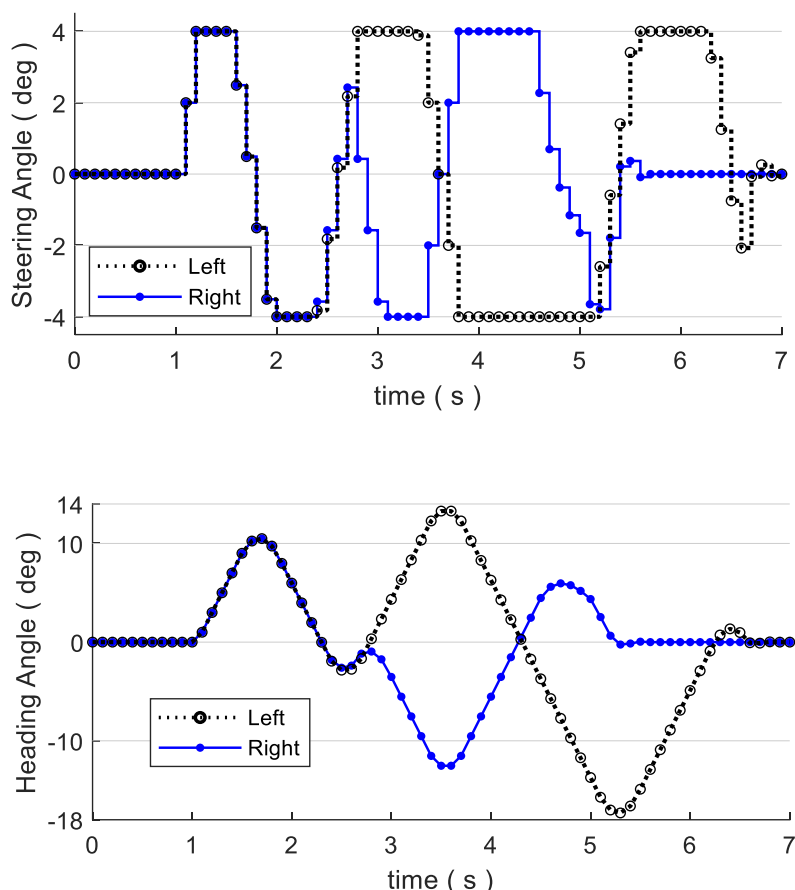 Steering Angle ( deg )
4
2
0
-2
-4
Left
Right
0 1 2 3 4 5 6 7
time ( s )
Heading Angle ( deg )
14
10
0
-10
-18
Left
Right
0 1 2 3 4 5 6 7
time ( s )